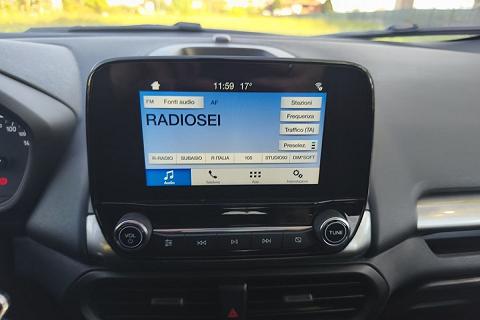 11:59 17°
FM Fonti audio AF
Stazioni
RADIOSEI
Frequenza
Traffico (TA)
Preselez.
R-RADIO SUBASIO R ITALIA 105 STUDIO93 DIM*SOFT
Audio Telefono App Impostazioni
VOL TUNE
100